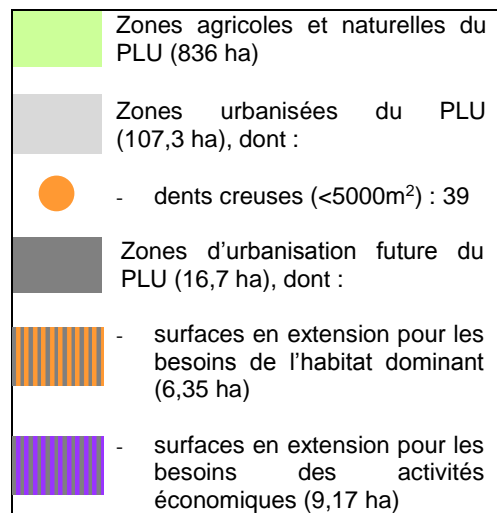 Zones agricoles et naturelles du
PLU (836 ha)
Zones urbanisées du PLU
(107,3 ha), dont :
- dents creuses (<5000m²) : 39
Zones d’urbanisation future du
PLU (16,7 ha), dont :
- surfaces en extension pour les
besoins de l’habitat dominant
(6,35 ha)
- surfaces en extension pour les
besoins des activités
économiques (9,17 ha)